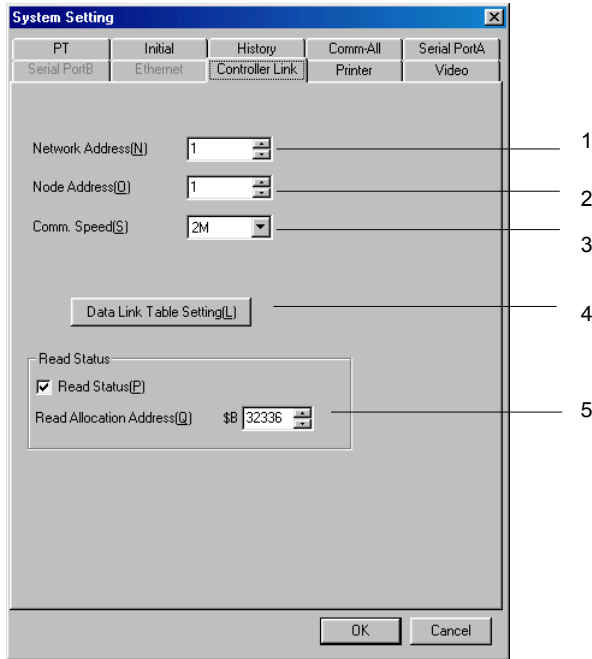 System Setting
PT Initial History Comm-All Serial PortA
Serial PortB Ethernet Controller Link Printer Video
Network Address(N) 1 1
Node Address(O) 1 2
Comm. Speed(S) 2M 3
Data Link Table Setting(L) 4
Read Status
Read Status(P)
Read Allocation Address(Q) $B 32336 5
OK Cancel